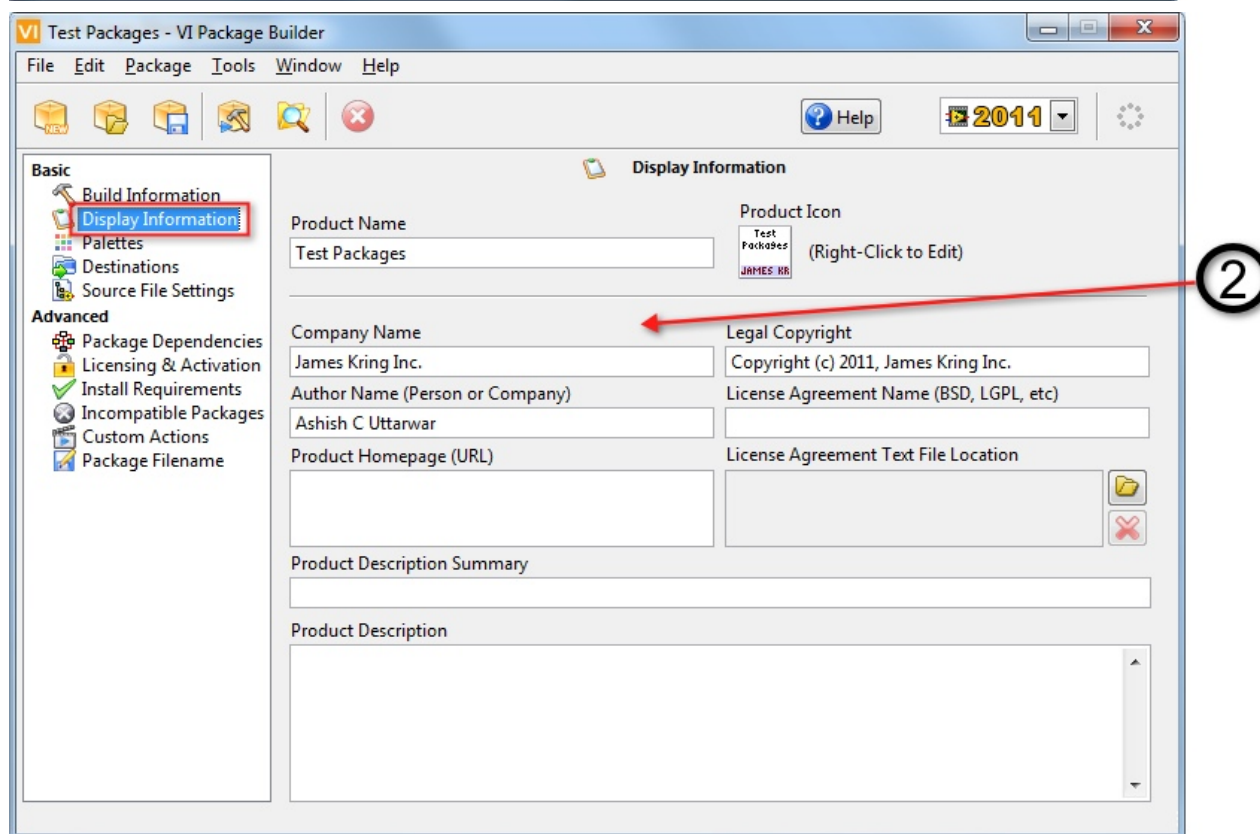 VI Test Packages - VI Package Builder
File Edit Package Tools Window Help
NEW
Help
2011
Basic
Build Information
Display Information
Palettes
Destinations
Source File Settings
Advanced
Package Dependencies
Licensing & Activation
Install Requirements
Incompatible Packages
Custom Actions
Package Filename
Display Information
Product Name
Test Packages
Product Icon
Test
Packages
JAMES KR
(Right-Click to Edit)
2
Company Name
James Kring Inc.
Legal Copyright
Copyright (c) 2011, James Kring Inc.
Author Name (Person or Company)
Ashish C Uttarwar
License Agreement Name (BSD, LGPL, etc)
Product Homepage (URL)
License Agreement Text File Location
Product Description Summary
Product Description